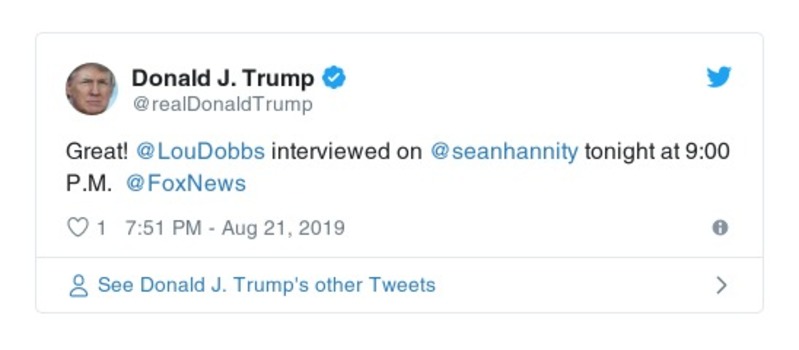 Donald J. Trump
@realDonaldTrump
Great! @LouDobbs interviewed on @seanhannity tonight at 9:00
P.M. @FoxNews
1 7:51 PM - Aug 21, 2019
See Donald J. Trump's other Tweets